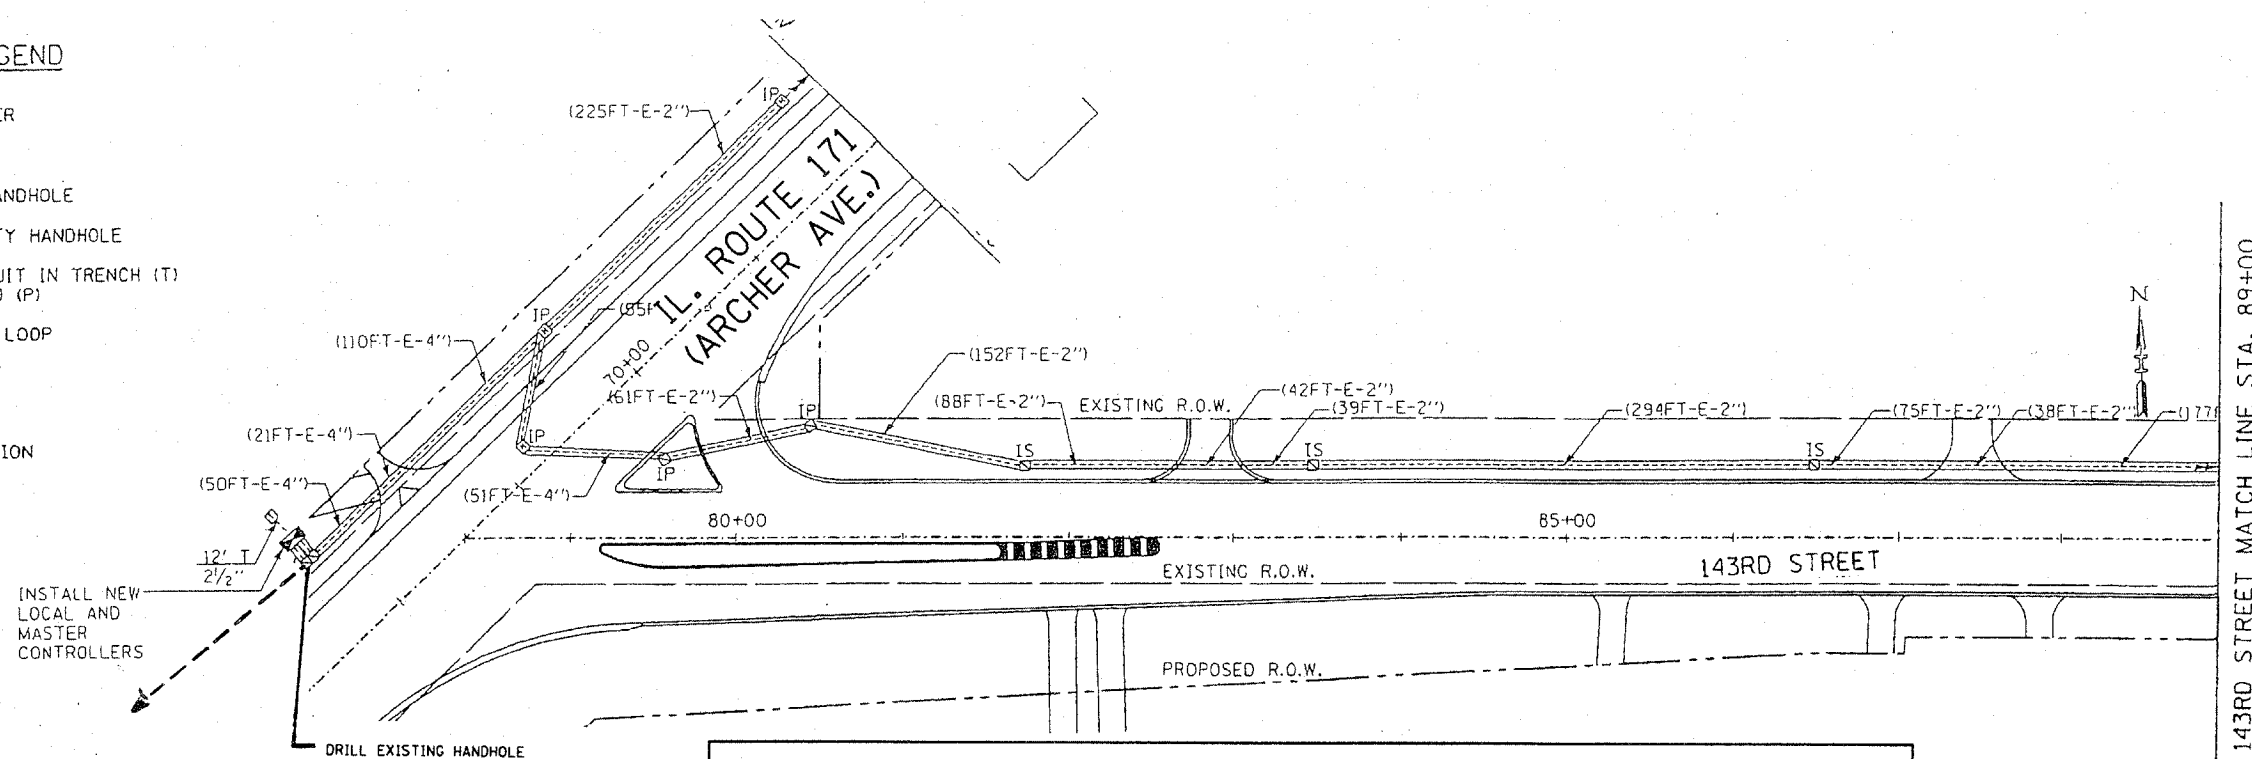 GEND
ER
ANDHOLE
TY HANDHOLE
UIT IN TRENCH (T)
(P)
LOOP
ION
IP
(225FT-E-2")
IL. ROUTE 171
(ARCHER AVE.)
IP
(110FT-E-4")
70+00
(61FT-E-2")
IP
(152FT-E-2")
(88FT-E-2")
EXISTING R.O.W.
(42FT-E-2")
(39FT-E-2")
(294FT-E-2")
(75FT-E-2")
(38FT-E-2")
N
(21FT-E-4")
IP
IP
IS
IS
IS
(50FT-E-4")
(51FT-E-4")
80+00
85+00
12' T
2½"
INSTALL NEW
LOCAL AND
MASTER
CONTROLLERS
EXISTING R.O.W.
143RD STREET
PROPOSED R.O.W.
DRILL EXISTING HANDHOLE
143RD STREET MATCH LINE STA. 89+00